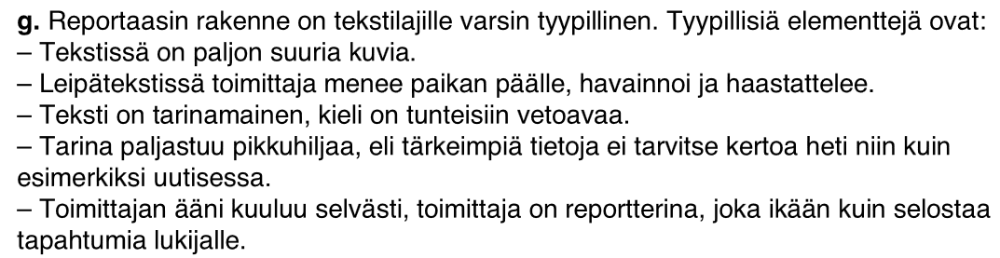 g. Reportaasin rakenne on tekstilajille varsin tyypillinen. Tyypillisiä elementtejä ovat:
– Tekstissä on paljon suuria kuvia.
– Leipätekstissä toimittaja menee paikan päälle, havainnoi ja haastattelee.
– Teksti on tarinamainen, kieli on tunteisiin vetoavaa.
– Tarina paljastuu pikkuhiljaa, eli tärkeimpiä tietoja ei tarvitse kertoa heti niin kuin
esimerkiksi uutisessa.
– Toimittajan ääni kuuluu selvästi, toimittaja on reportterina, joka ikään kuin selostaa
tapahtumia lukijalle.